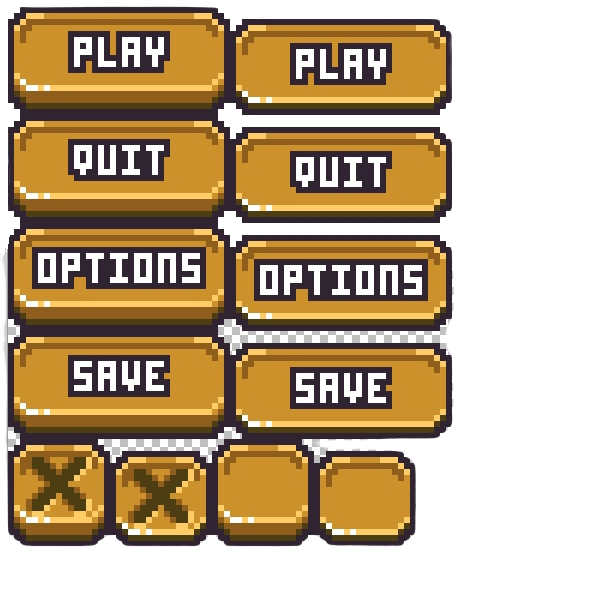 PLAY PLAY
QUIT QUIT
OPTIONS OPTIONS
SAVE SAVE
X X